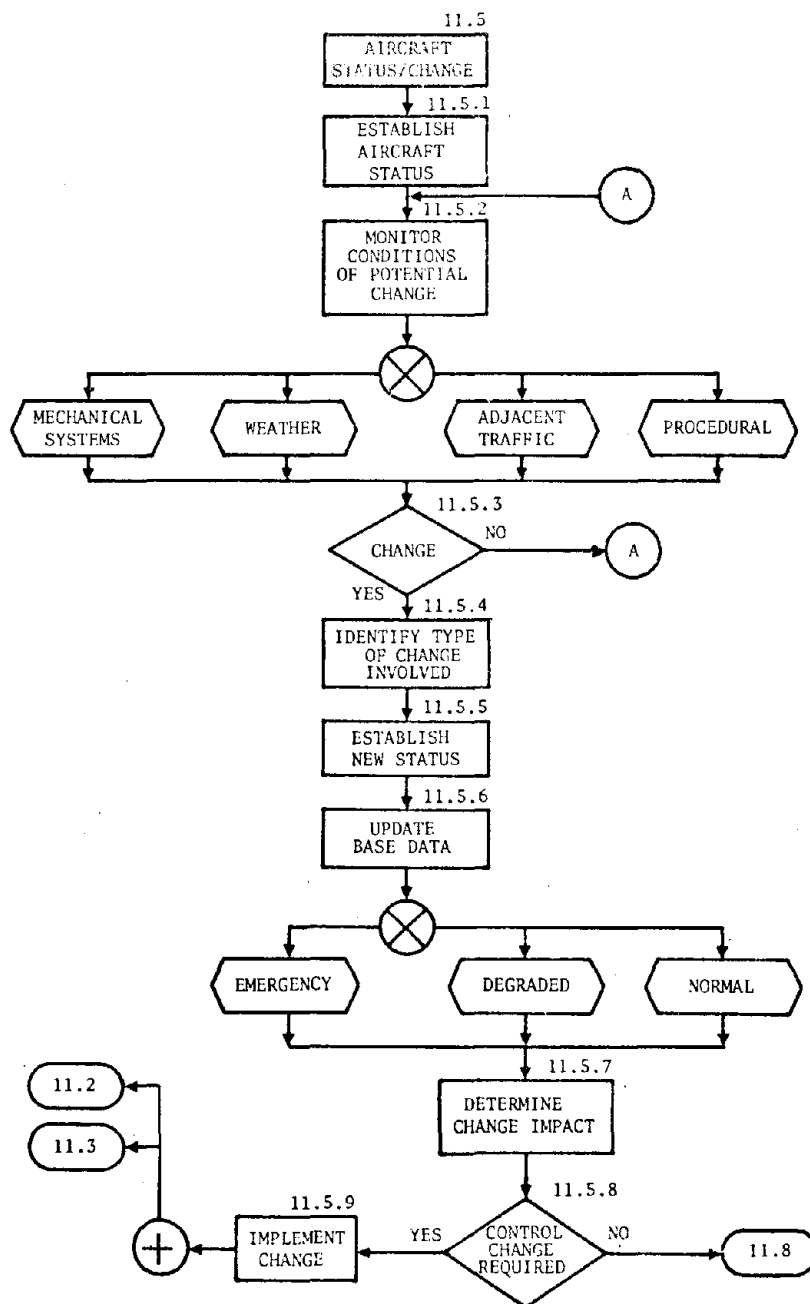 11.5
AIRCRAFT
STATUS/CHANGE
11.5.1
ESTABLISH
AIRCRAFT
STATUS
A
11.5.2
MONITOR
CONDITIONS
OF POTENTIAL
CHANGE
MECHANICAL
SYSTEMS
WEATHER
ADJACENT
TRAFFIC
PROCEDURAL
11.5.3
CHANGE
NO
A
YES
11.5.4
IDENTIFY TYPE
OF CHANGE
INVOLVED
11.5.5
ESTABLISH
NEW STATUS
11.5.6
UPDATE
BASE DATA
EMERGENCY
DEGRADED
NORMAL
11.5.7
DETERMINE
CHANGE IMPACT
11.2
11.3
11.5.8
CONTROL
CHANGE
REQUIRED
YES
NO
11.5.9
IMPLEMENT
CHANGE
11.8